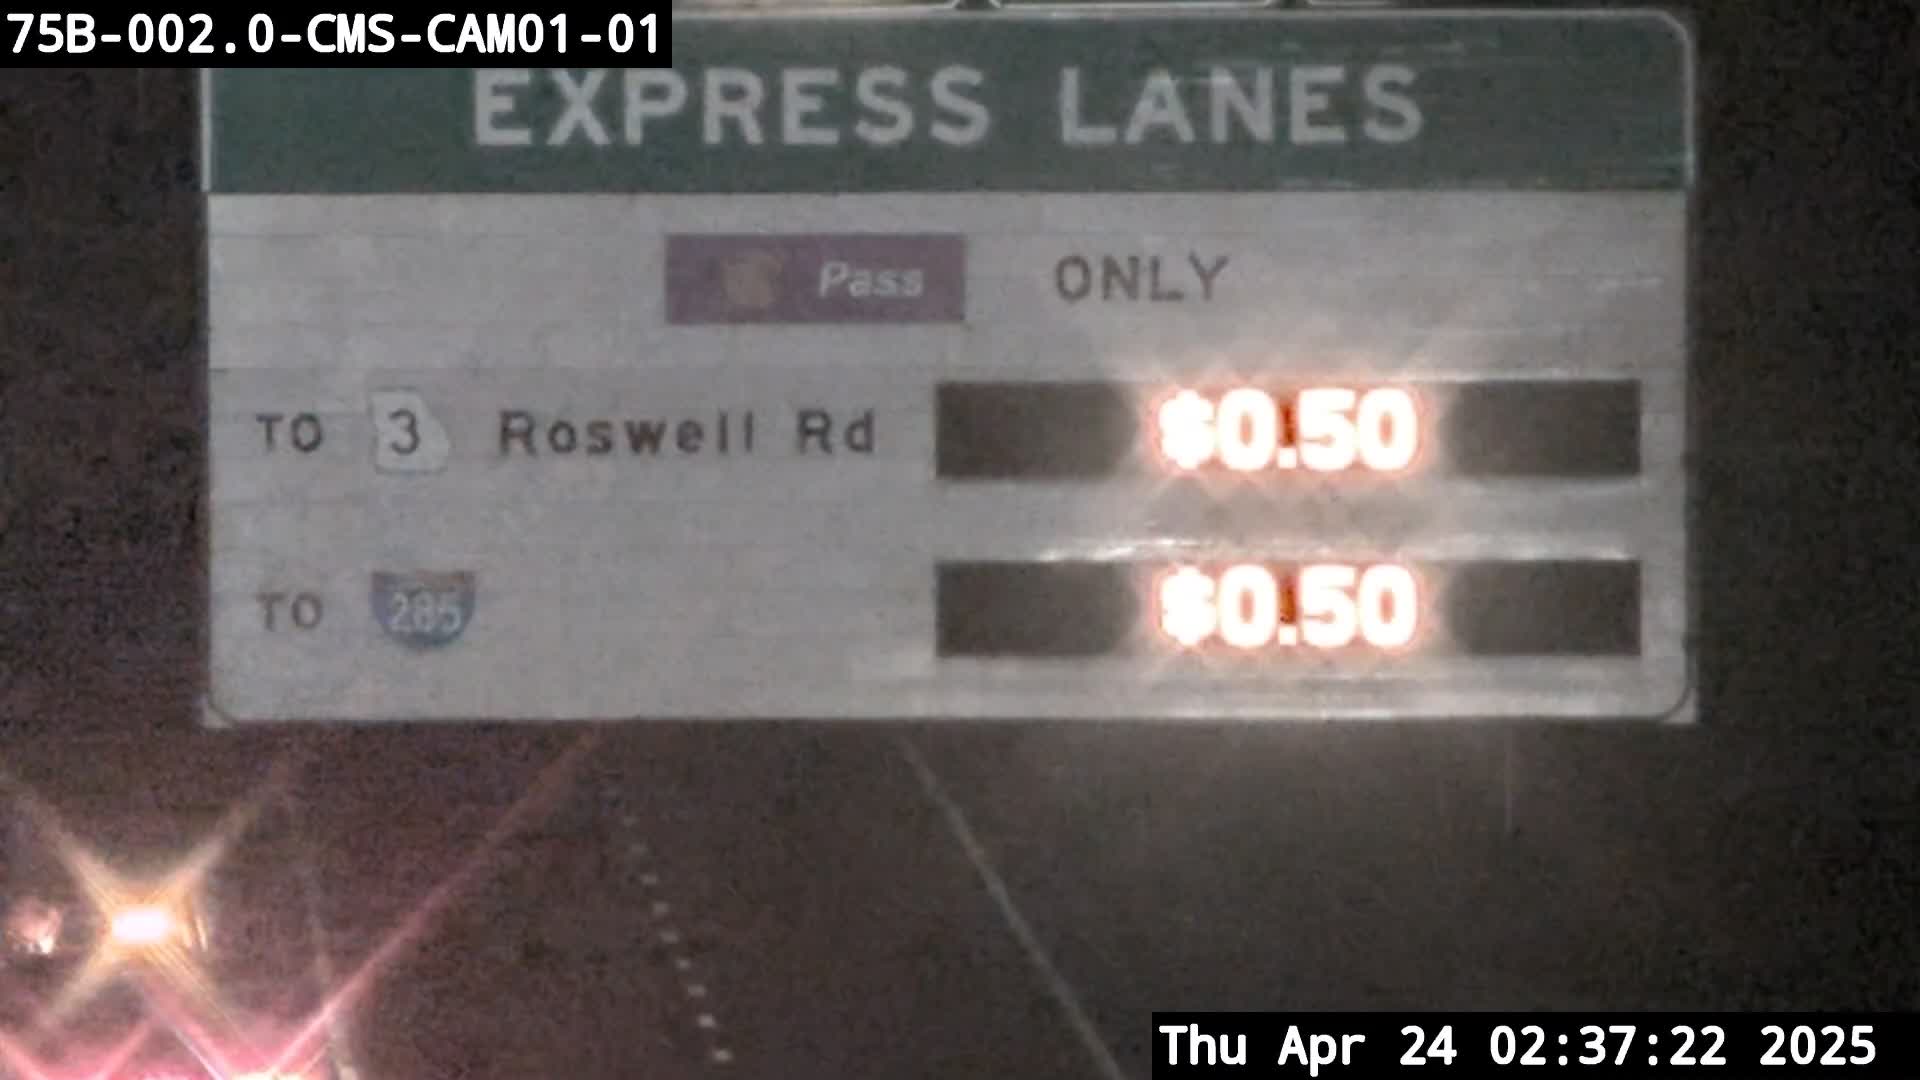 75B-002.0-CMS-CAM01-01
EXPRESS LANES
Pass ONLY
TO 3 Roswell Rd $0.50
TO 285 $0.50
Thu Apr 24 02:37:22 2025